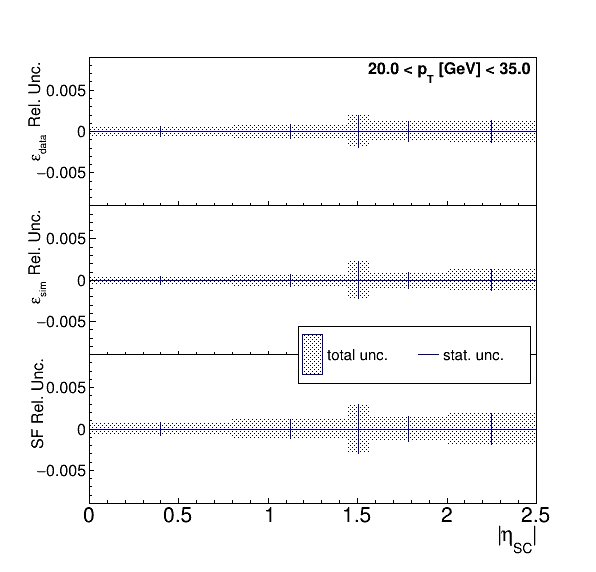 20.0 < p_T [GeV] < 35.0
ε_data Rel. Unc.
0.005
0
−0.005
ε_sim Rel. Unc.
0.005
0
−0.005
total unc.
stat. unc.
SF Rel. Unc.
0.005
0
−0.005
0 0.5 1 1.5 2 2.5
|η_SC|